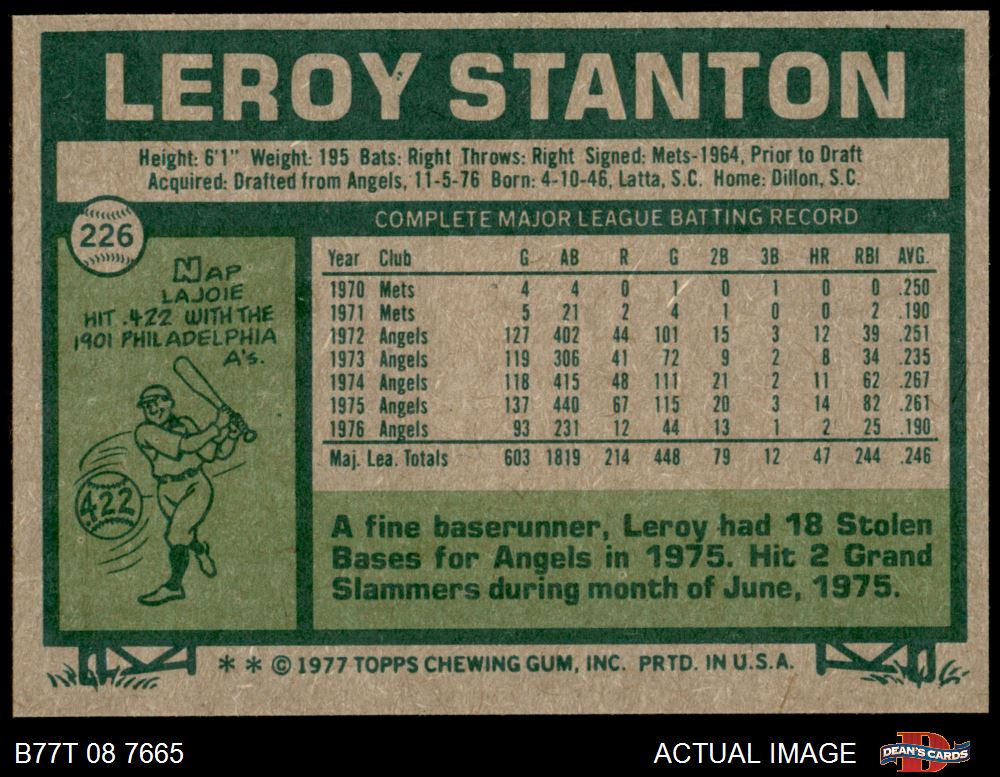 LEROY STANTON
Height: 6'1" Weight: 195 Bats: Right Throws: Right Signed: Mets-1964, Prior to Draft
Acquired: Drafted from Angels, 11-5-76 Born: 4-10-46, Latta, S.C. Home: Dillon, S.C.
226
COMPLETE MAJOR LEAGUE BATTING RECORD
NAP
LAJOIE
HIT .422 WITH THE
1901 PHILADELPHIA
A's.
422
Year Club G AB R G 2B 3B HR RBI AVG.
1970 Mets 4 4 0 1 0 1 0 0 .250
1971 Mets 5 21 2 4 1 0 0 2 .190
1972 Angels 127 402 44 101 15 3 12 39 .251
1973 Angels 119 306 41 72 9 2 8 34 .235
1974 Angels 118 415 48 111 21 2 11 62 .267
1975 Angels 137 440 67 115 20 3 14 82 .261
1976 Angels 93 231 12 44 13 1 2 25 .190
Maj. Lea. Totals 603 1819 214 448 79 12 47 244 .246
A fine baserunner, Leroy had 18 Stolen
Bases for Angels in 1975. Hit 2 Grand
Slammers during month of June, 1975.
* * © 1977 TOPPS CHEWING GUM, INC. PRTD. IN U.S.A.
B77T 08 7665
ACTUAL IMAGE
D
DEAN'S CARDS